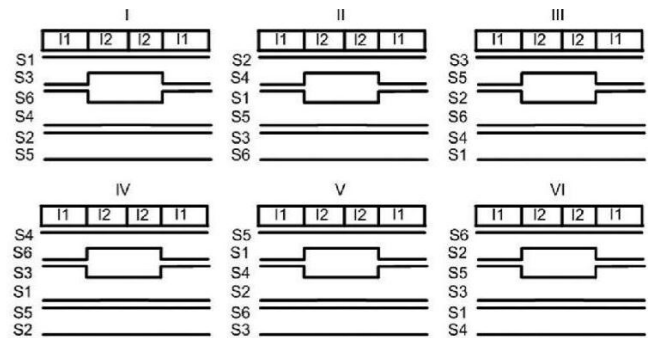 I II III
I1 I2 I2 I1 I1 I2 I2 I1 I1 I2 I2 I1
S1 S2 S3
S3 S4 S5
S6 S1 S2
S4 S5 S6
S2 S3 S4
S5 S6 S1
IV V VI
I1 I2 I2 I1 I1 I2 I2 I1 I1 I2 I2 I1
S4 S5 S6
S6 S1 S2
S3 S4 S5
S1 S2 S3
S5 S6 S1
S2 S3 S4